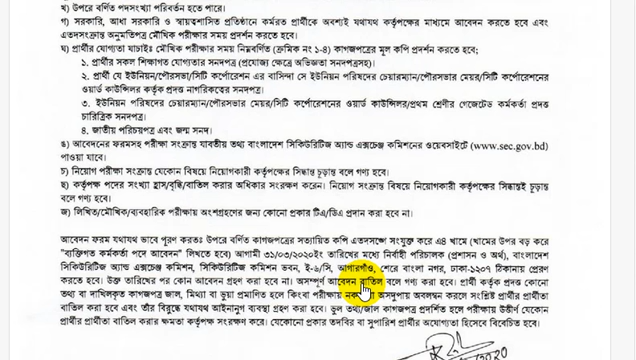 খ) উপরে বর্ণিত পদসংখ্যা পরিবর্তন হতে পারে।
গ) সরকারি, আধা সরকারি ও স্বায়ত্বশাসিত প্রতিষ্ঠানে কর্মরত প্রার্থীকে অবশ্যই যথাযথ কর্তৃপক্ষের মাধ্যমে আবেদন করতে হবে এবং
এতদসংক্রান্ত অনুমতিপত্র মৌখিক পরীক্ষার সময় প্রদর্শন করতে হবে।
ঘ) প্রার্থীর যোগ্যতা যাচাইঃ মৌখিক পরীক্ষার সময় নিম্নবর্ণিত (ক্রমিক নং ১-৪) কাগজপত্রের মূল কপি প্রদর্শন করতে হবে;
১. প্রার্থীর সকল শিক্ষাগত যোগ্যতার সনদপত্র (প্রযোজ্য ক্ষেত্রে অভিজ্ঞতা সনদপত্রসহ)।
২. প্রার্থী যে ইউনিয়ন/পৌরসভা/সিটি কর্পোরেশন এর বাসিন্দা সে ইউনিয়ন পরিষদের চেয়ারম্যান/পৌরসভার মেয়র/সিটি কর্পোরেশনের
ওয়ার্ড কাউন্সিলর কর্তৃক প্রদত্ত নাগরিকত্বের সনদপত্র।
৩. ইউনিয়ন পরিষদের চেয়ারম্যান/পৌরসভার মেয়র/সিটি কর্পোরেশনের ওয়ার্ড কাউন্সিলর/প্রথম শ্রেণীর গেজেটেড কর্মকর্তা প্রদত্ত
চারিত্রিক সনদপত্র।
৪. জাতীয় পরিচয়পত্র এবং জন্ম সনদ।
ঙ) আবেদনের ফরমসহ পরীক্ষা সংক্রান্ত যাবতীয় তথ্য বাংলাদেশ সিকিউরিটিজ অ্যান্ড এক্সচেঞ্জ কমিশনের ওয়েবসাইটে (www.sec.gov.bd)
পাওয়া যাবে।
চ) নিয়োগ পরীক্ষা সংক্রান্ত যেকোন বিষয়ে নিয়োগকারী কর্তৃপক্ষের সিদ্ধান্ত চূড়ান্ত বলে গণ্য হবে।
ছ) কর্তৃপক্ষ পদের সংখ্যা হ্রাস/বৃদ্ধি/বাতিল করার অধিকার সংরক্ষণ করেন। নিয়োগ সংক্রান্ত বিষয়ে নিয়োগকারী কর্তৃপক্ষের সিদ্ধান্তই চূড়ান্ত
বলে গণ্য হবে।
জ) লিখিত/মৌখিক/ব্যবহারিক পরীক্ষায় অংশগ্রহণের জন্য কোনো প্রকার টিএ/ডিএ প্রদান করা হবে না।
আবেদন ফরম যথাযথ ভাবে পূরণ করতঃ উপরে বর্ণিত কাগজপত্রের সত্যায়িত কপি এতদসঙ্গে সংযুক্ত করে এ4 খামে (খামের উপর বড় করে
"ব্যক্তিগত কর্মকর্তা পদে আবেদন" লিখতে হবে) আগামী ৩১/০৩/২০২০ইং তারিখের মধ্যে নির্বাহী পরিচালক (প্রশাসন ও অর্থ), বাংলাদেশ
সিকিউরিটিজ অ্যান্ড এক্সচেঞ্জ কমিশন, সিকিউরিটিজ কমিশন ভবন, ই-৬/সি, আগারগাঁও, শেরে বাংলা নগর, ঢাকা-১২০৭ ঠিকানায় প্রেরণ
করতে হবে। উক্ত তারিখের পর কোন আবেদন গ্রহণ করা হবে না। অসম্পূর্ণ আবেদন বাতিল বলে গণ্য করা হবে। প্রার্থী কর্তৃক প্রদত্ত কোনো
তথ্য বা দাখিলকৃত কাগজপত্র জাল, মিথ্যা বা ভুয়া প্রমাণিত হলে কিংবা পরীক্ষায় নকল বা অসদুপায় অবলম্বন করলে সংশ্লিষ্ট প্রার্থীর প্রার্থীতা
বাতিল করা হবে এবং তাঁর বিরুদ্ধে যথাযথ আইনানুগ ব্যবস্থা গ্রহণ করা হবে। ভুল তথ্য/জাল কাগজপত্র প্রদর্শিত হলে পরীক্ষায় উত্তীর্ণ যেকোন
প্রার্থীর প্রার্থীতা বাতিল করার ক্ষমতা কর্তৃপক্ষ সংরক্ষণ করে। যেকোনো প্রকার তদবির বা সুপারিশ প্রার্থীর অযোগ্যতা হিসেবে বিবেচিত হবে।